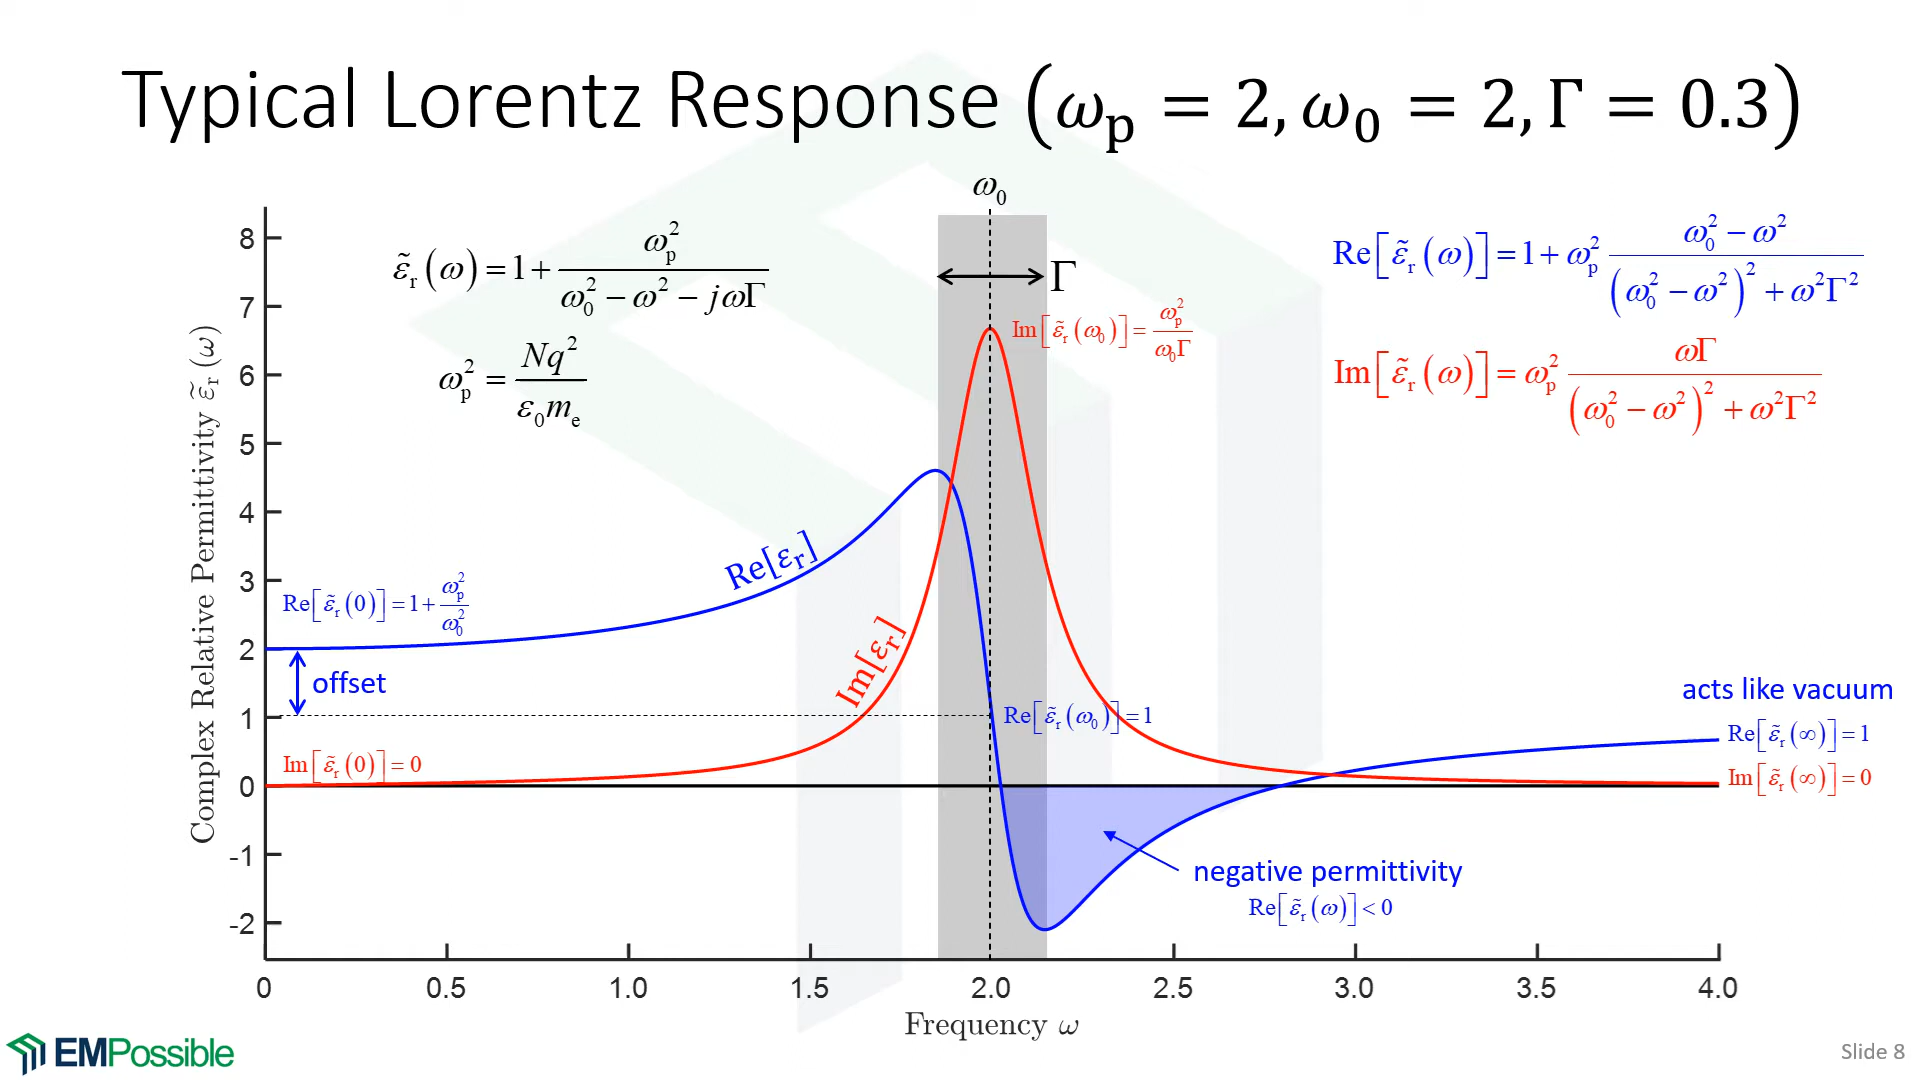 Typical Lorentz Response (ωₚ = 2, ω₀ = 2, Γ = 0.3)
ω₀
ε̃ᵣ(ω) = 1 + ωₚ² / (ω₀² − ω² − jωΓ)
ωₚ² = Nq² / (ε₀mₑ)
Γ
Im[ε̃ᵣ(ω₀)] = ωₚ² / (ω₀Γ)
Re[ε̃ᵣ(ω)] = 1 + ωₚ² (ω₀² − ω²) / ((ω₀² − ω²)² + ω²Γ²)
Im[ε̃ᵣ(ω)] = ωₚ² ωΓ / ((ω₀² − ω²)² + ω²Γ²)
Complex Relative Permittivity ε̃ᵣ(ω)
8
7
6
5
4
3
2
1
0
-1
-2
Re[εᵣ]
Re[ε̃ᵣ(0)] = 1 + ωₚ² / ω₀²
Im[εᵣ]
offset
Re[ε̃ᵣ(ω₀)] = 1
Im[ε̃ᵣ(0)] = 0
acts like vacuum
Re[ε̃ᵣ(∞)] = 1
Im[ε̃ᵣ(∞)] = 0
negative permittivity
Re[ε̃ᵣ(ω)] < 0
0 0.5 1.0 1.5 2.0 2.5 3.0 3.5 4.0
Frequency ω
EMPossible
Slide 8